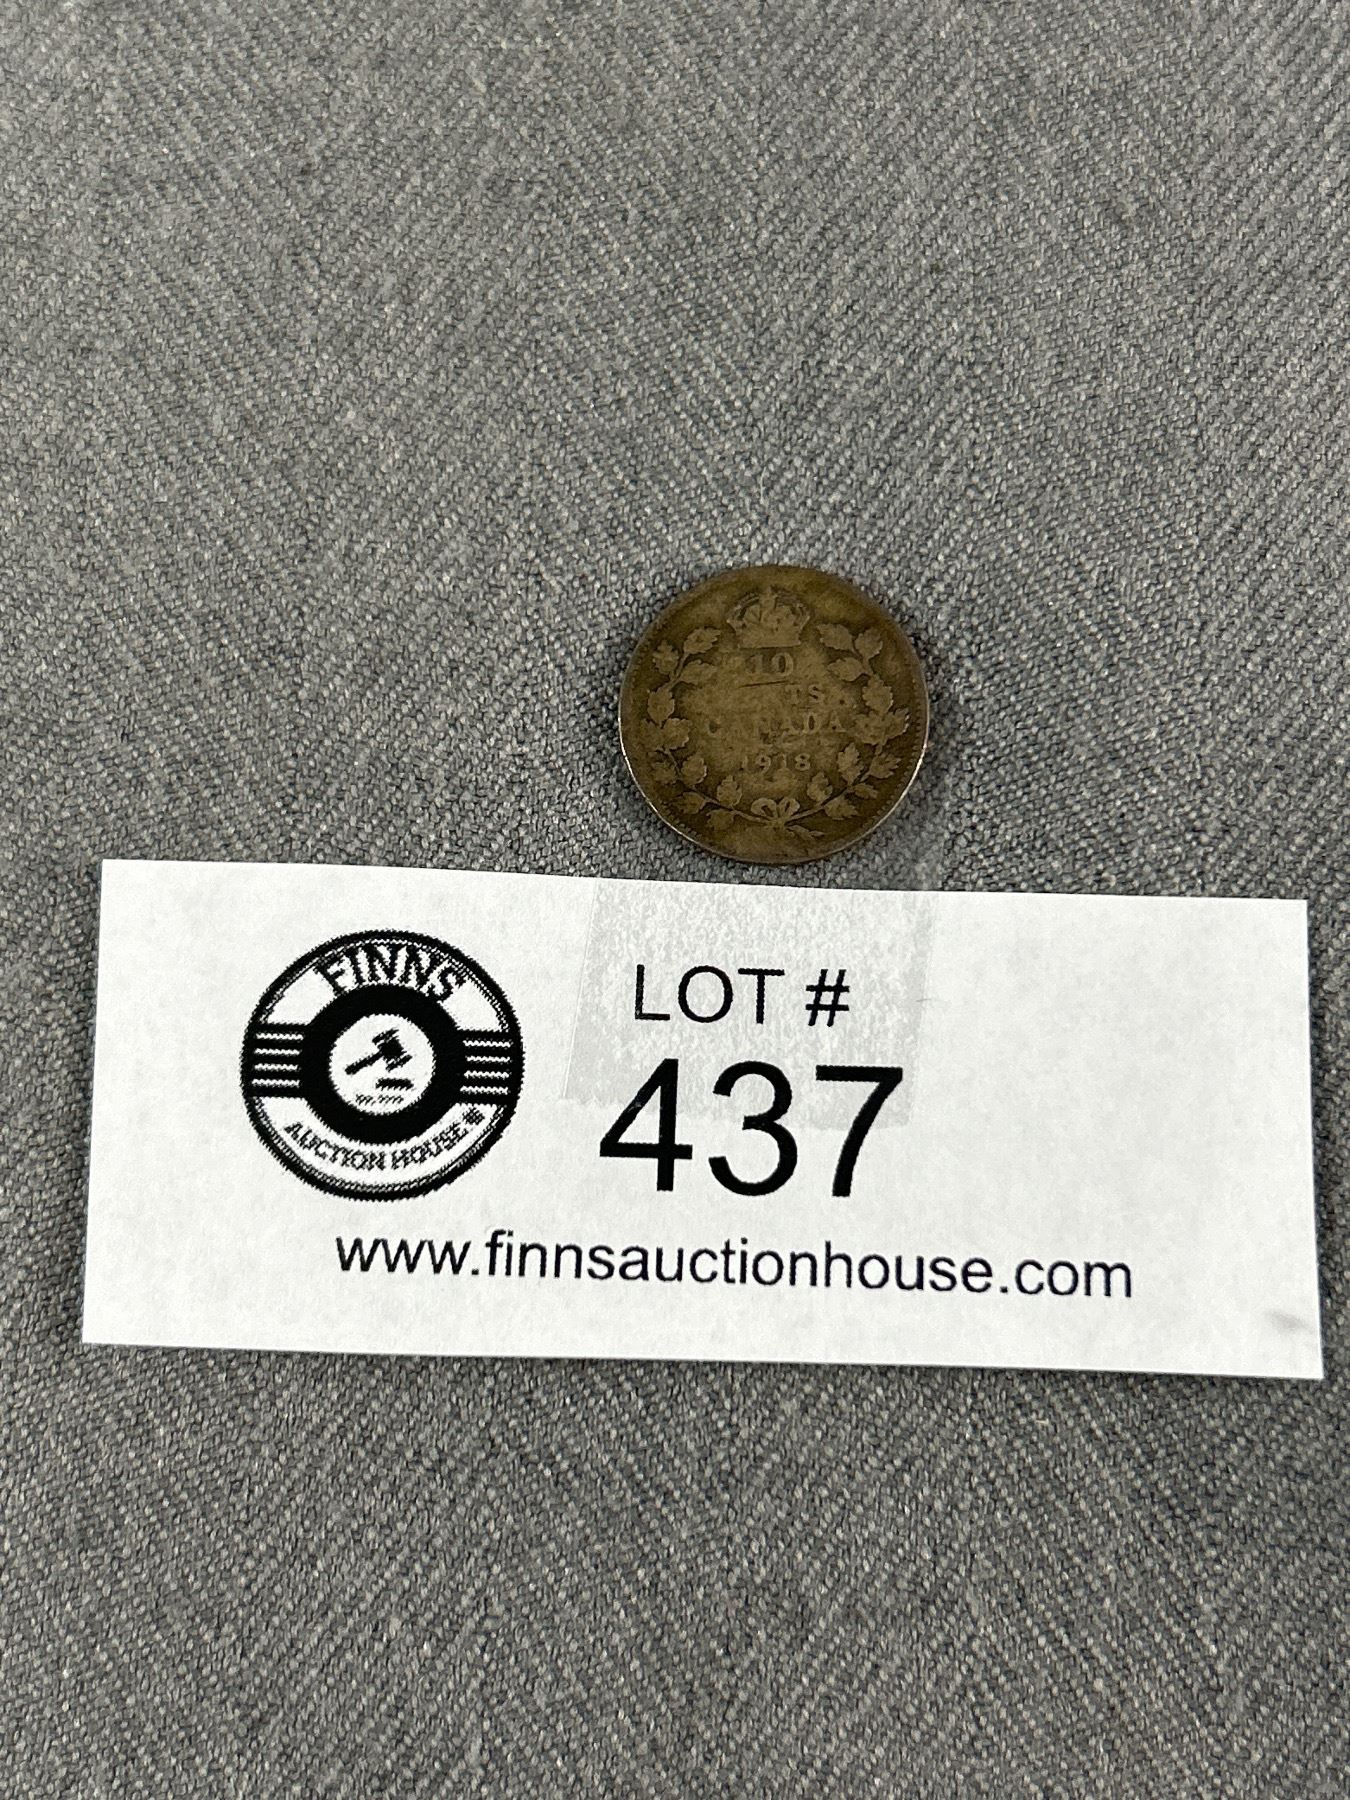 10
CENTS
CANADA
1918
FINNS
AUCTION HOUSE
LOT #
437
www.finnsauctionhouse.com